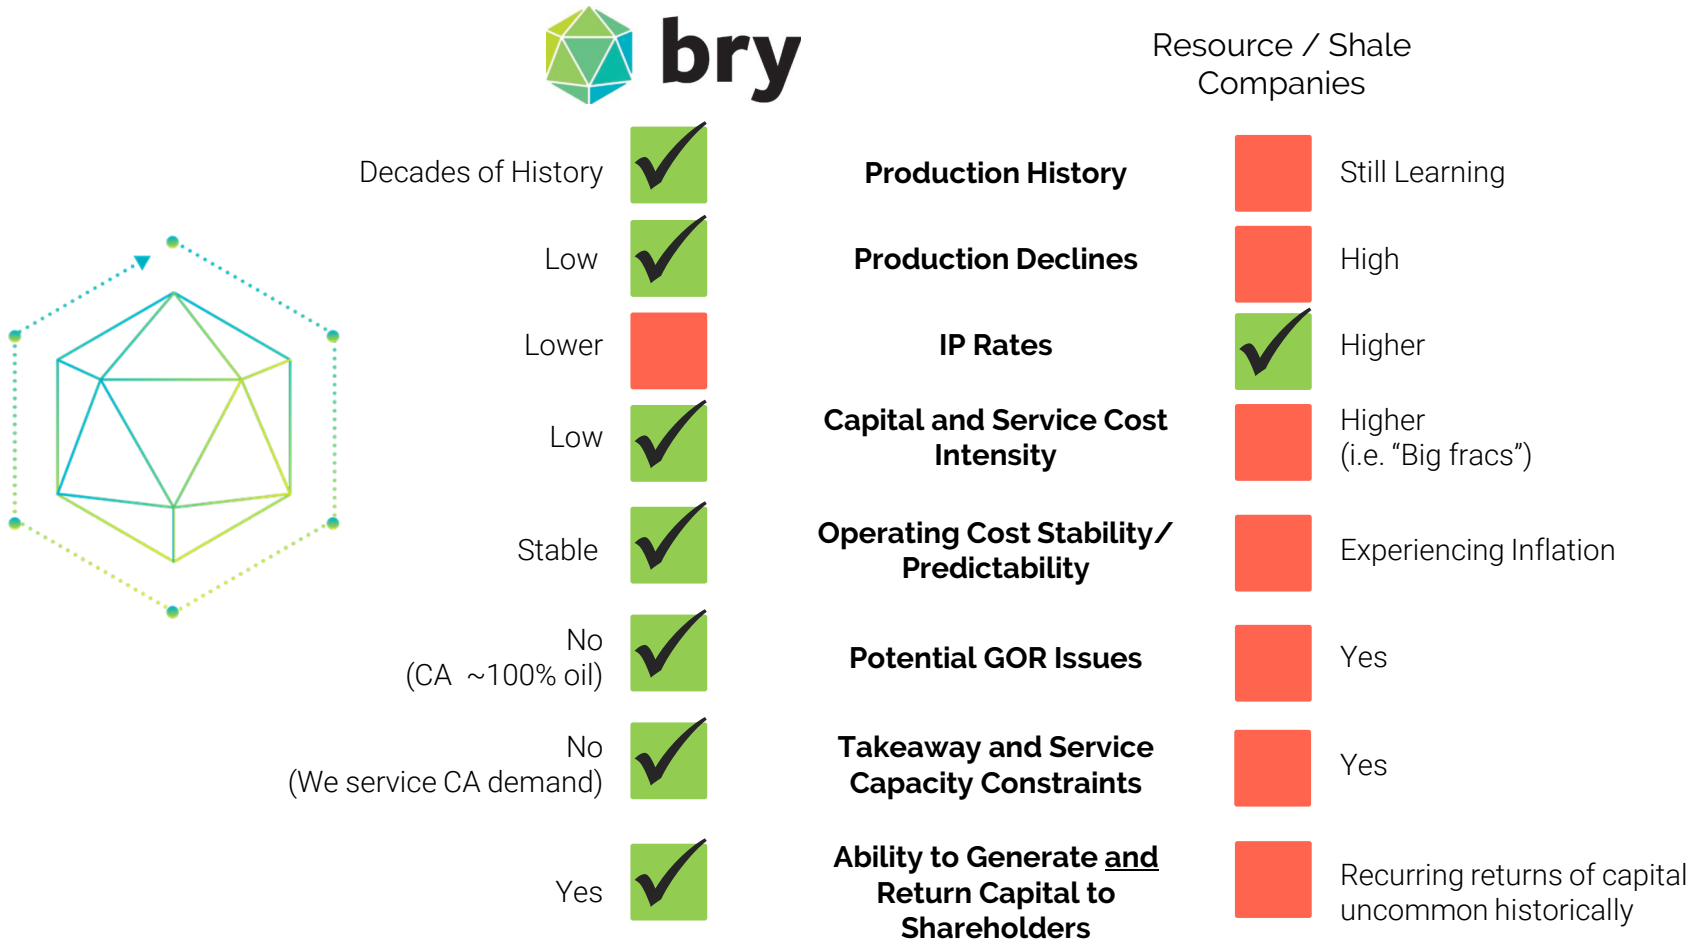 bry
Resource / Shale
Companies
Decades of History
Production History
Still Learning
Low
Production Declines
High
Lower
IP Rates
Higher
Low
Capital and Service Cost
Intensity
Higher
(i.e. “Big fracs”)
Stable
Operating Cost Stability/
Predictability
Experiencing Inflation
No
(CA ~100% oil)
Potential GOR Issues
Yes
No
(We service CA demand)
Takeaway and Service
Capacity Constraints
Yes
Yes
Ability to Generate and
Return Capital to
Shareholders
Recurring returns of capital
uncommon historically